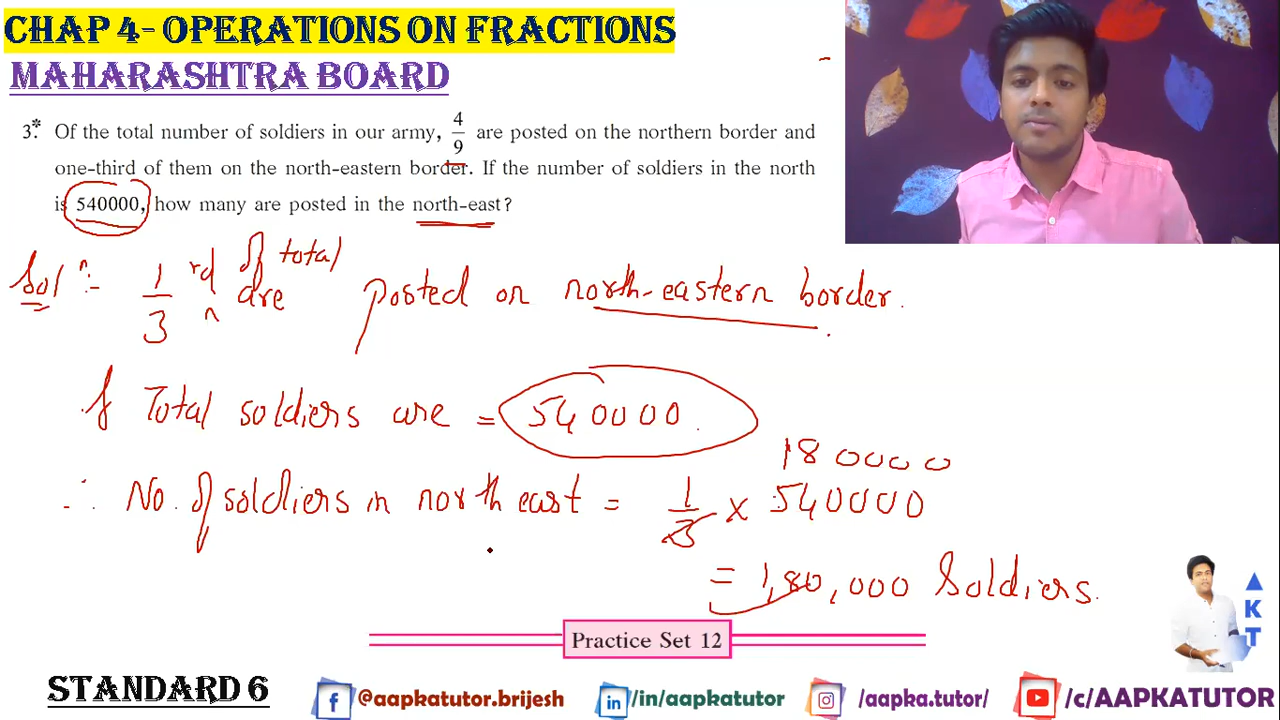 CHAP 4- OPERATIONS ON FRACTIONS
MAHARASHTRA BOARD
3*. Of the total number of soldiers in our army, 4/9 are posted on the northern border and
one-third of them on the north-eastern border. If the number of soldiers in the north
is 540000, how many are posted in the north-east?
Sol^n :- 1/3 rd of total are posted on north-eastern border.
If Total soldiers are = 540000.
180000
∴ No. of soldiers in north east = 1/3 × 540000
= 1,80,000 Soldiers.
Practice Set 12
AKT
STANDARD 6
@aapkatutor.brijesh
/in/aapkatutor
/aapka.tutor/
/c/AAPKATUTOR